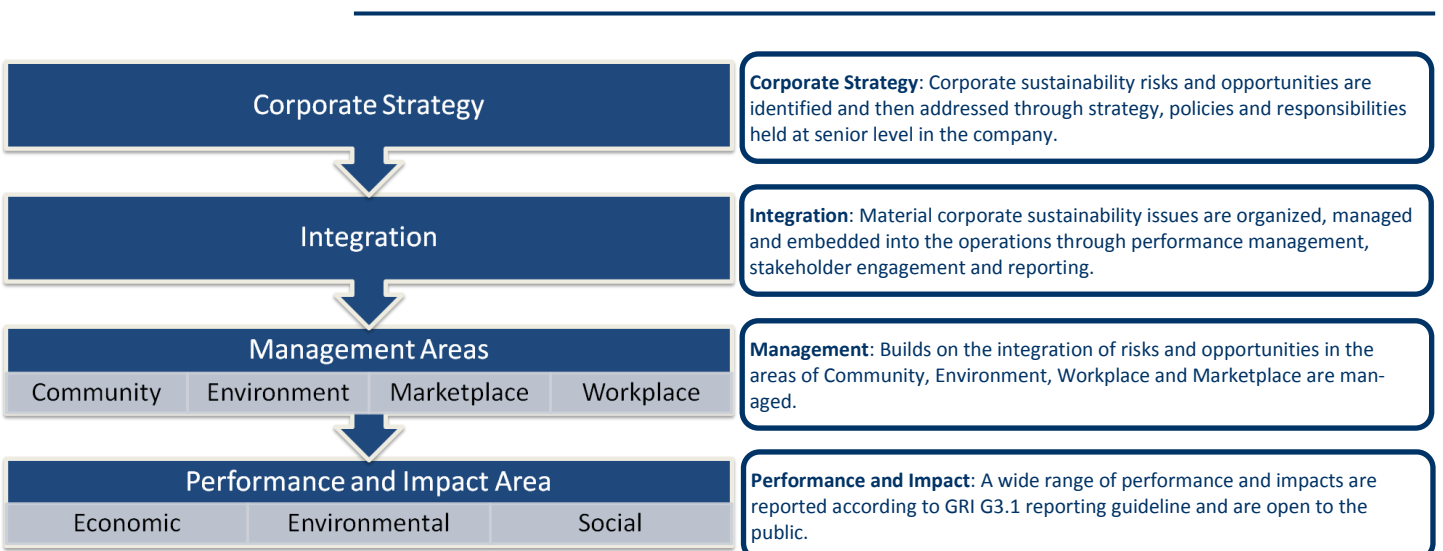 Corporate Strategy
Corporate Strategy: Corporate sustainability risks and opportunities are
identified and then addressed through strategy, policies and responsibilities
held at senior level in the company.
Integration
Integration: Material corporate sustainability issues are organized, managed
and embedded into the operations through performance management,
stakeholder engagement and reporting.
Management Areas
Community Environment Marketplace Workplace
Management: Builds on the integration of risks and opportunities in the
areas of Community, Environment, Workplace and Marketplace are man-
aged.
Performance and Impact Area
Economic Environmental Social
Performance and Impact: A wide range of performance and impacts are
reported according to GRI G3.1 reporting guideline and are open to the
public.